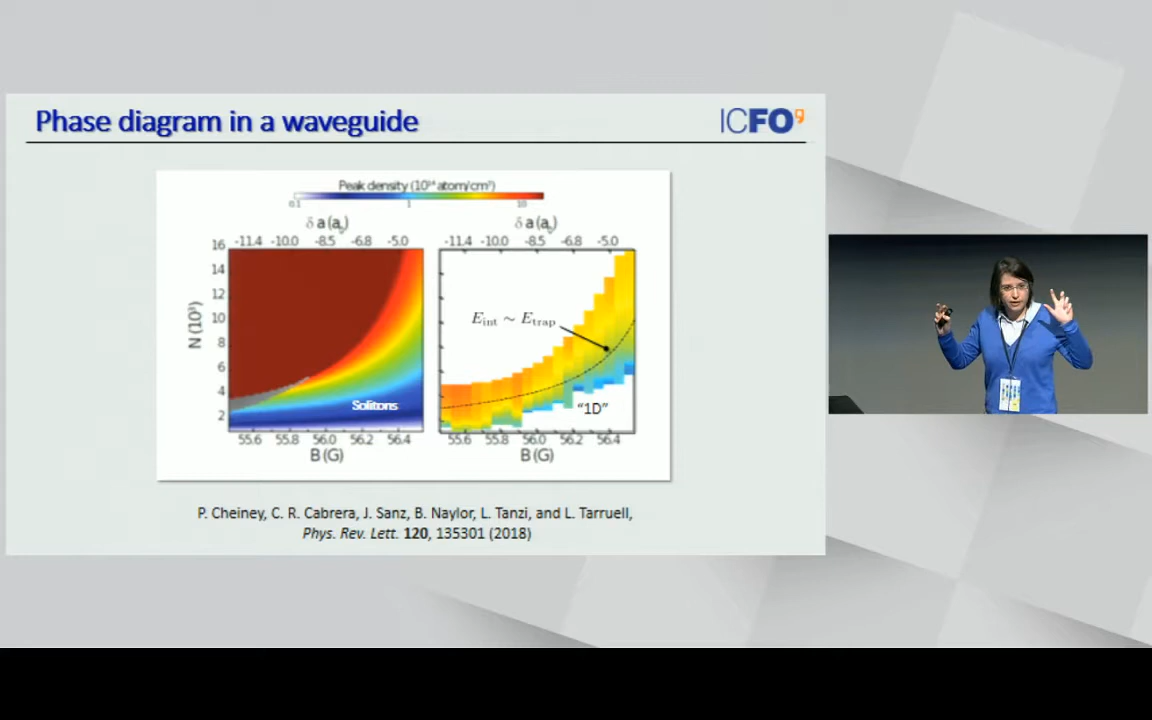 Phase diagram in a waveguide
ICFO
Peak density (10¹⁴ atom/cm³)
0.1 1 10
δ a (a₀) δ a (a₀)
-11.4 -10.0 -8.5 -6.8 -5.0 -11.4 -10.0 -8.5 -6.8 -5.0
16
14
12
10
8
6
4
2
N (10³)
E_int ∼ E_trap
Solitons
“1D”
55.6 55.8 56.0 56.2 56.4 55.6 55.8 56.0 56.2 56.4
B (G) B (G)
P. Cheiney, C. R. Cabrera, J. Sanz, B. Naylor, L. Tanzi, and L. Tarruell,
Phys. Rev. Lett. 120, 135301 (2018)